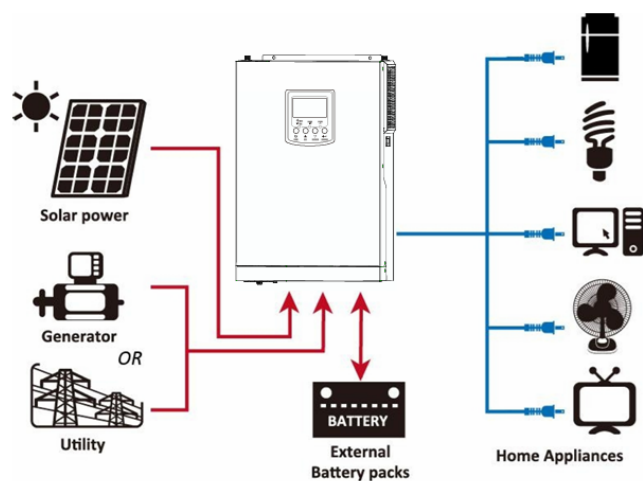 Solar power
Generator
OR
Utility
BATTERY
External
Battery packs
Home Appliances